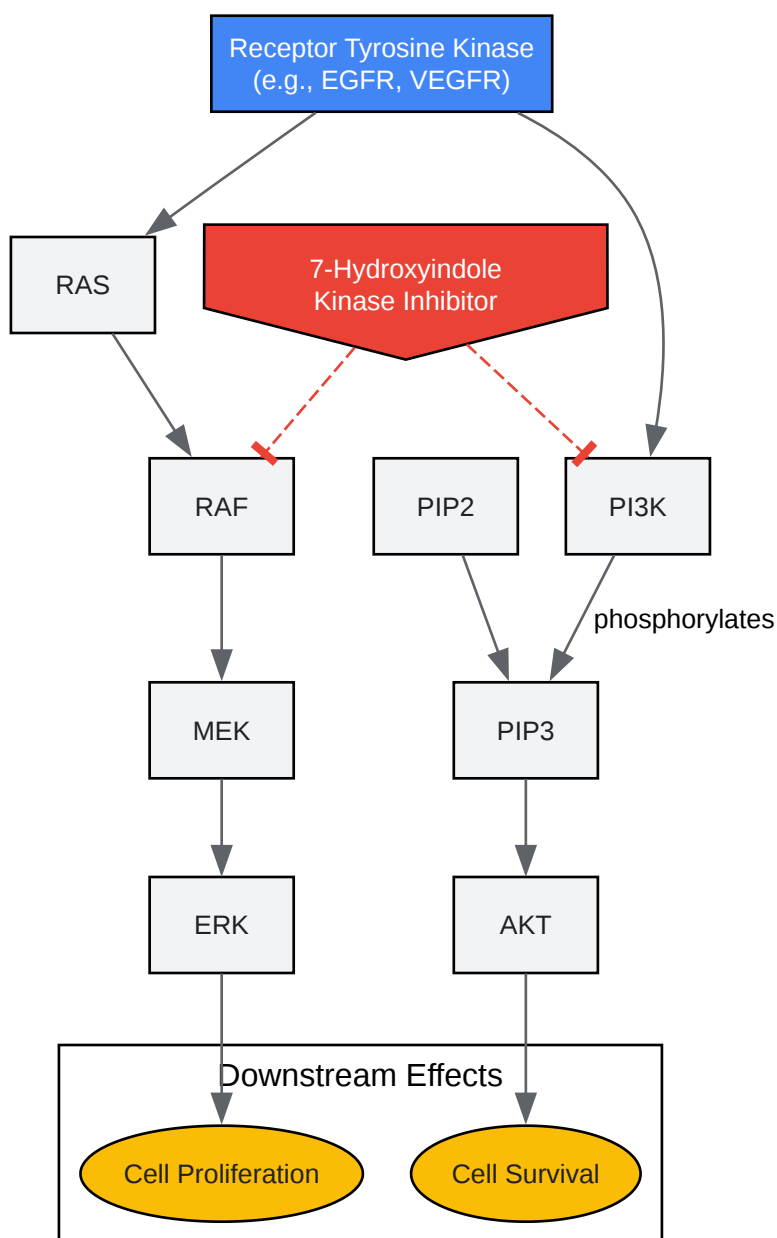 Receptor Tyrosine Kinase
(e.g., EGFR, VEGFR)
RAS
7-Hydroxyindole
Kinase Inhibitor
RAF
PIP2
PI3K
phosphorylates
MEK
PIP3
ERK
AKT
Downstream Effects
Cell Proliferation
Cell Survival